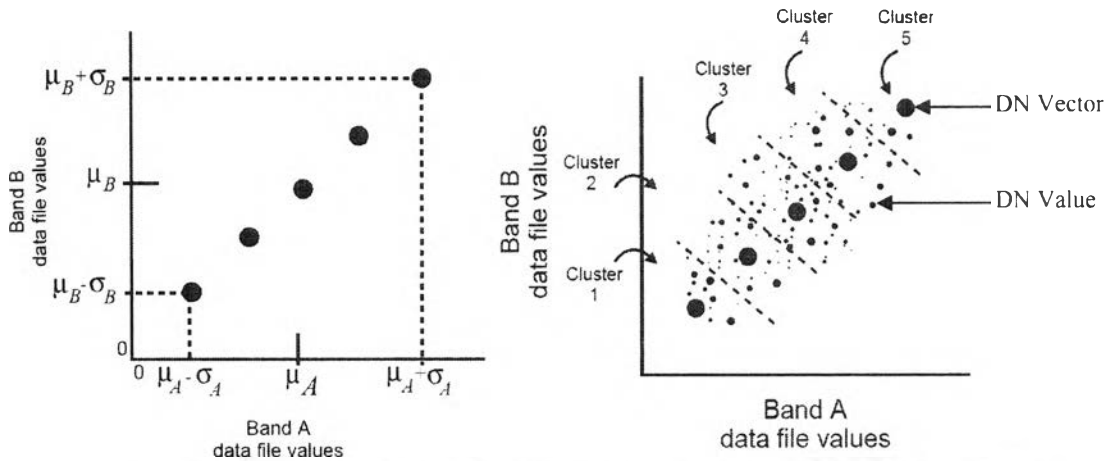 μB+σB
μB
μB-σB
Band B
data file values
0
0
μA-σA
μA
μA+σA
Band A
data file values
Cluster
5
Cluster
4
Cluster
3
Cluster
2
Cluster
1
DN Vector
DN Value
Band B
data file values
Band A
data file values